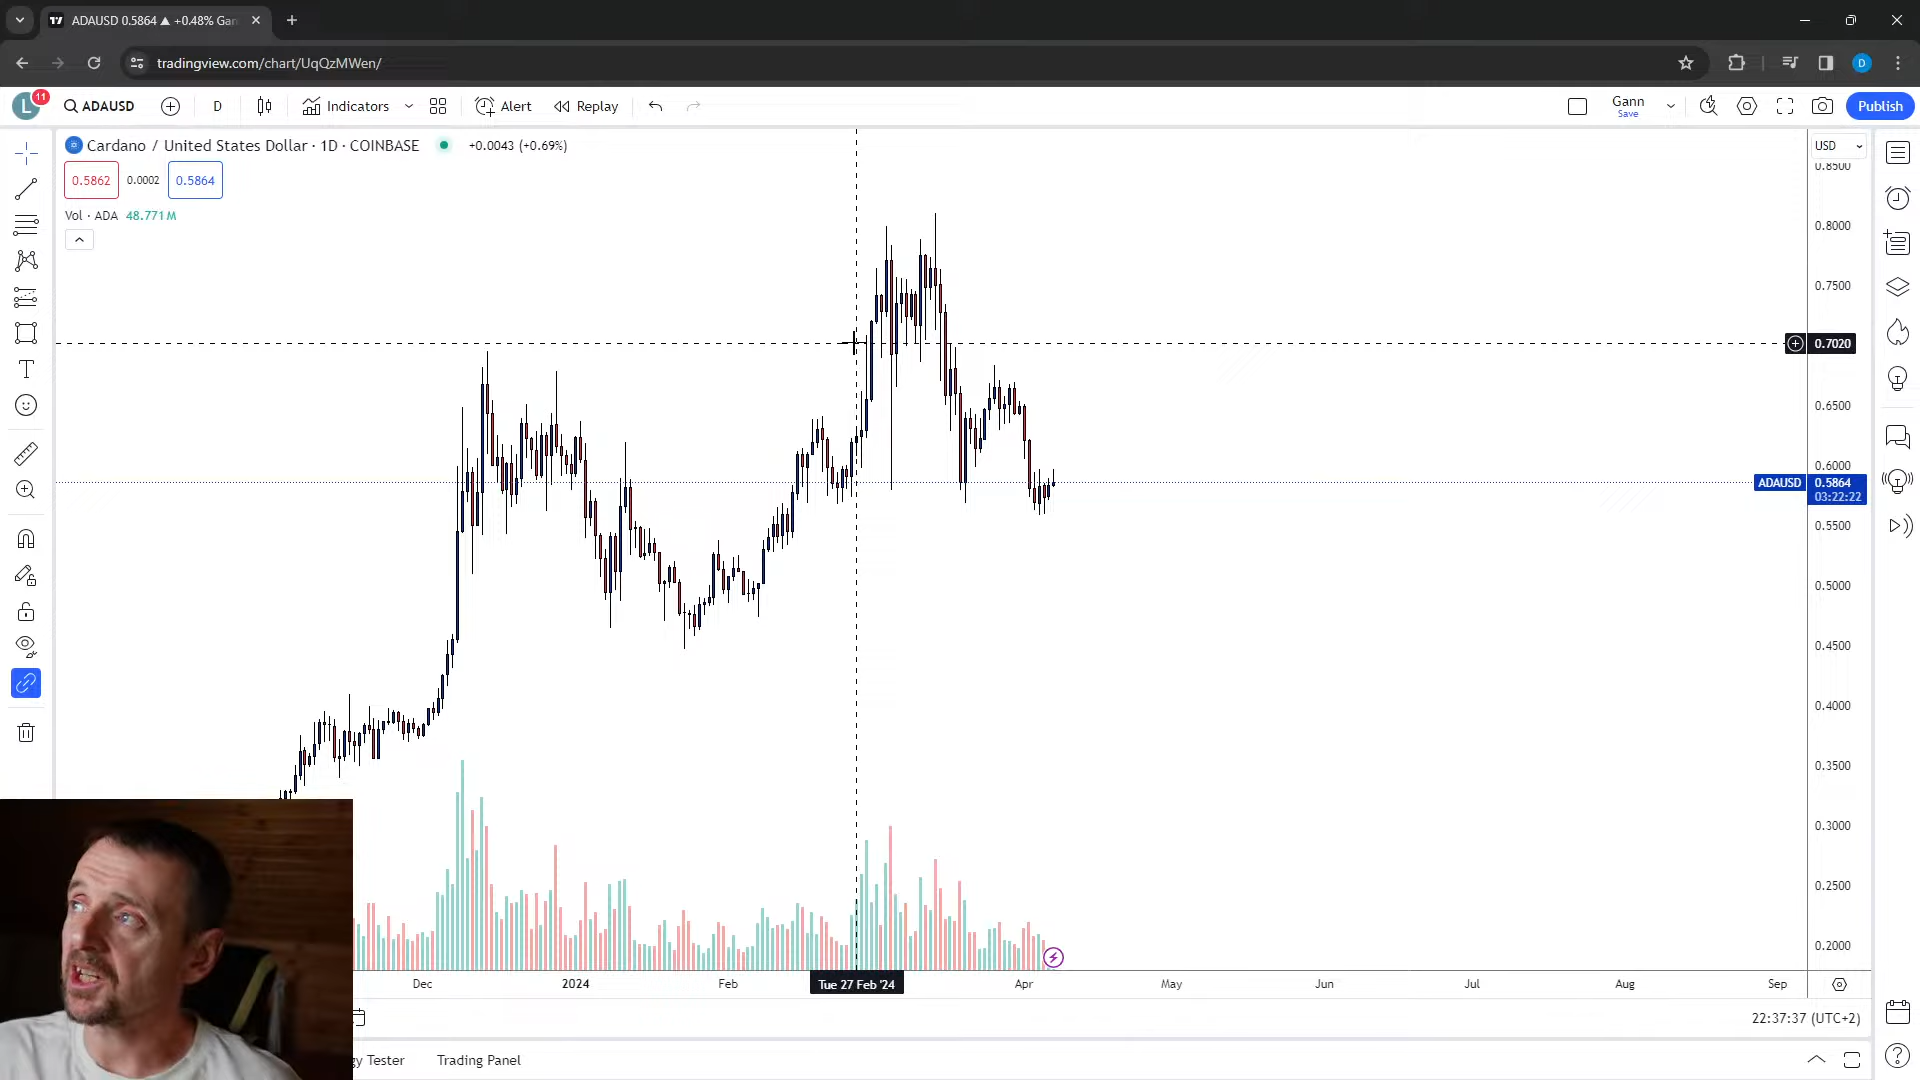 ADAUSD 0.5864 ▲ +0.48% Gan
tradingview.com/chart/UqQzMWen/
D
L
11
ADAUSD
D
Indicators
Alert
Replay
Gann
Save
Publish
Cardano / United States Dollar · 1D · COINBASE
+0.0043 (+0.69%)
USD
0.8500
0.5862
0.0002
0.5864
Vol · ADA 48.771 M
0.8000
0.7500
0.7020
0.6500
0.6000
ADAUSD
0.5864
03:22:22
0.5500
0.5000
0.4500
0.4000
0.3500
0.3000
0.2500
0.2000
Dec
2024
Feb
Tue 27 Feb '24
Apr
May
Jun
Jul
Aug
Sep
22:37:37 (UTC+2)
gy Tester
Trading Panel